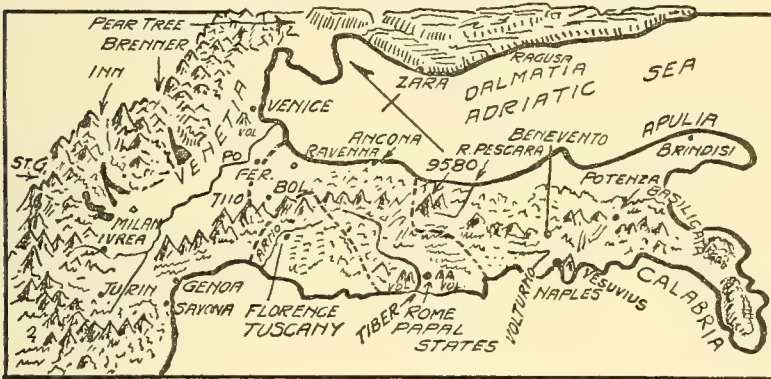 PEAR TREE
BRENNER
INN
ST.G
VENETIA
VENICE
VOL
PO
ZARA
RAGUSA
DALMATIA
ADRIATIC
SEA
ANCONA
RAVENNA
BENEVENTO
R. PESCARA
9580
APULIA
BRINDISI
FER.
BOL
POTENZA
BASILICATA
MILAN
IVREA
ARNO
JURIN
GENOA
SAVONA
FLORENCE
TUSCANY
VOL
VOL
TIBER
ROME
PAPAL
STATES
VOLTURNO
NAPLES
VESUVIUS
CALABRIA
2
?